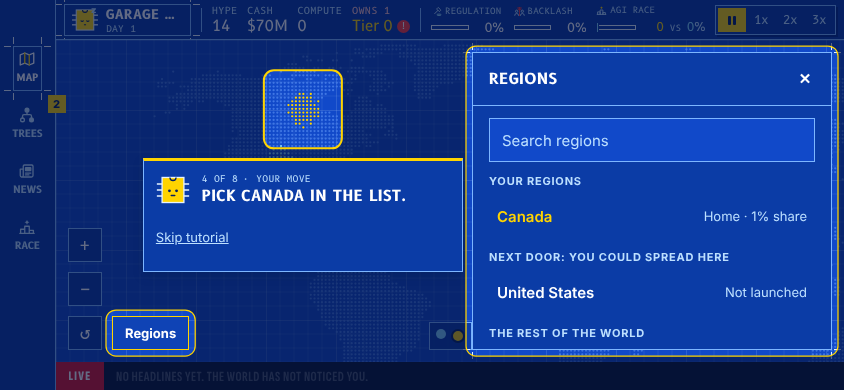 GARAGE ...
DAY 1
HYPE
14
CASH
$70M
COMPUTE
0
OWNS 1
Tier 0 !
REGULATION
0%
BACKLASH
0%
AGI RACE
0 VS 0%
1x 2x 3x
MAP
2
TREES
NEWS
RACE
4 OF 8 · YOUR MOVE
PICK CANADA IN THE LIST.
Skip tutorial
+
−
↺
Regions
REGIONS
×
Search regions
YOUR REGIONS
Canada
Home · 1% share
NEXT DOOR: YOU COULD SPREAD HERE
United States
Not launched
THE REST OF THE WORLD
LIVE
NO HEADLINES YET. THE WORLD HAS NOT NOTICED YOU.